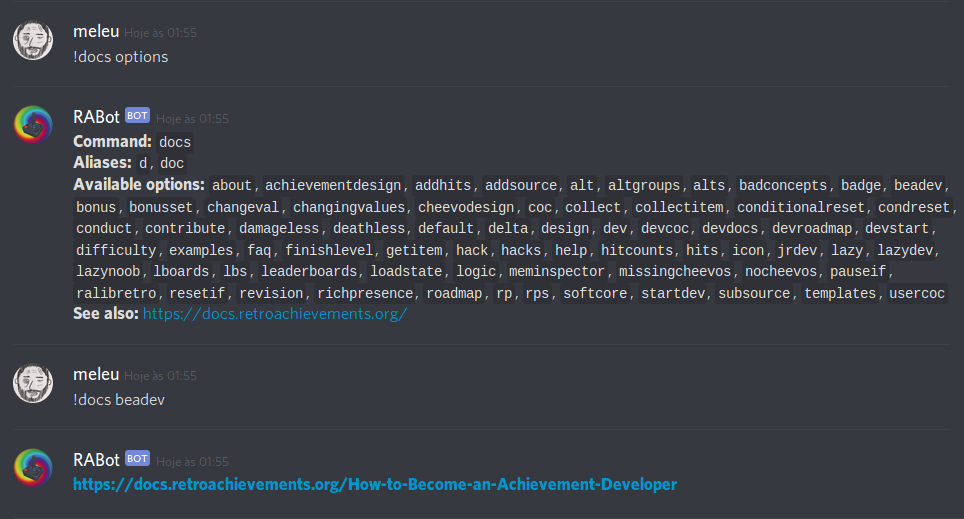 meleu Hoje às 01:55
!docs options
RABot BOT Hoje às 01:55
Command: docs
Aliases: d, doc
Available options: about, achievementdesign, addhits, addsource, alt, altgroups, alts, badconcepts, badge, beadev,
bonus, bonusset, changeval, changingvalues, cheevodesign, coc, collect, collectitem, conditionalreset, condreset,
conduct, contribute, damageless, deathless, default, delta, design, dev, devcoc, devdocs, devroadmap, devstart,
difficulty, examples, faq, finishlevel, getitem, hack, hacks, help, hitcounts, hits, icon, jrdev, lazy, lazydev,
lazynoob, lboards, lbs, leaderboards, loadstate, logic, meminspector, missingcheevos, nocheevos, pauseif,
ralibretro, resetif, revision, richpresence, roadmap, rp, rps, softcore, startdev, subsource, templates, usercoc
See also: https://docs.retroachievements.org/
meleu Hoje às 01:55
!docs beadev
RABot BOT Hoje às 01:55
https://docs.retroachievements.org/How-to-Become-an-Achievement-Developer